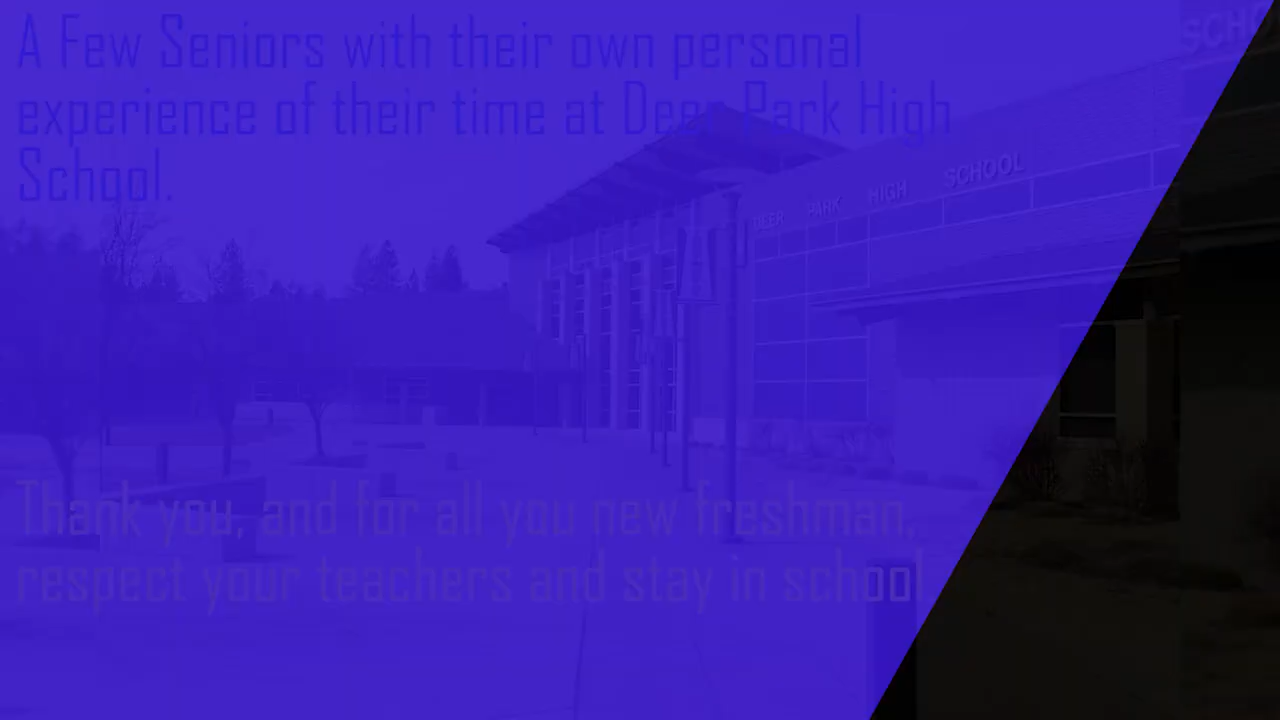 A Few Seniors with their own personal
experience of their time at Deer Park High
School.
SCHO
DEER PARK HIGH SCHOOL
Thank you, and for all you new freshman,
respect your teachers and stay in school